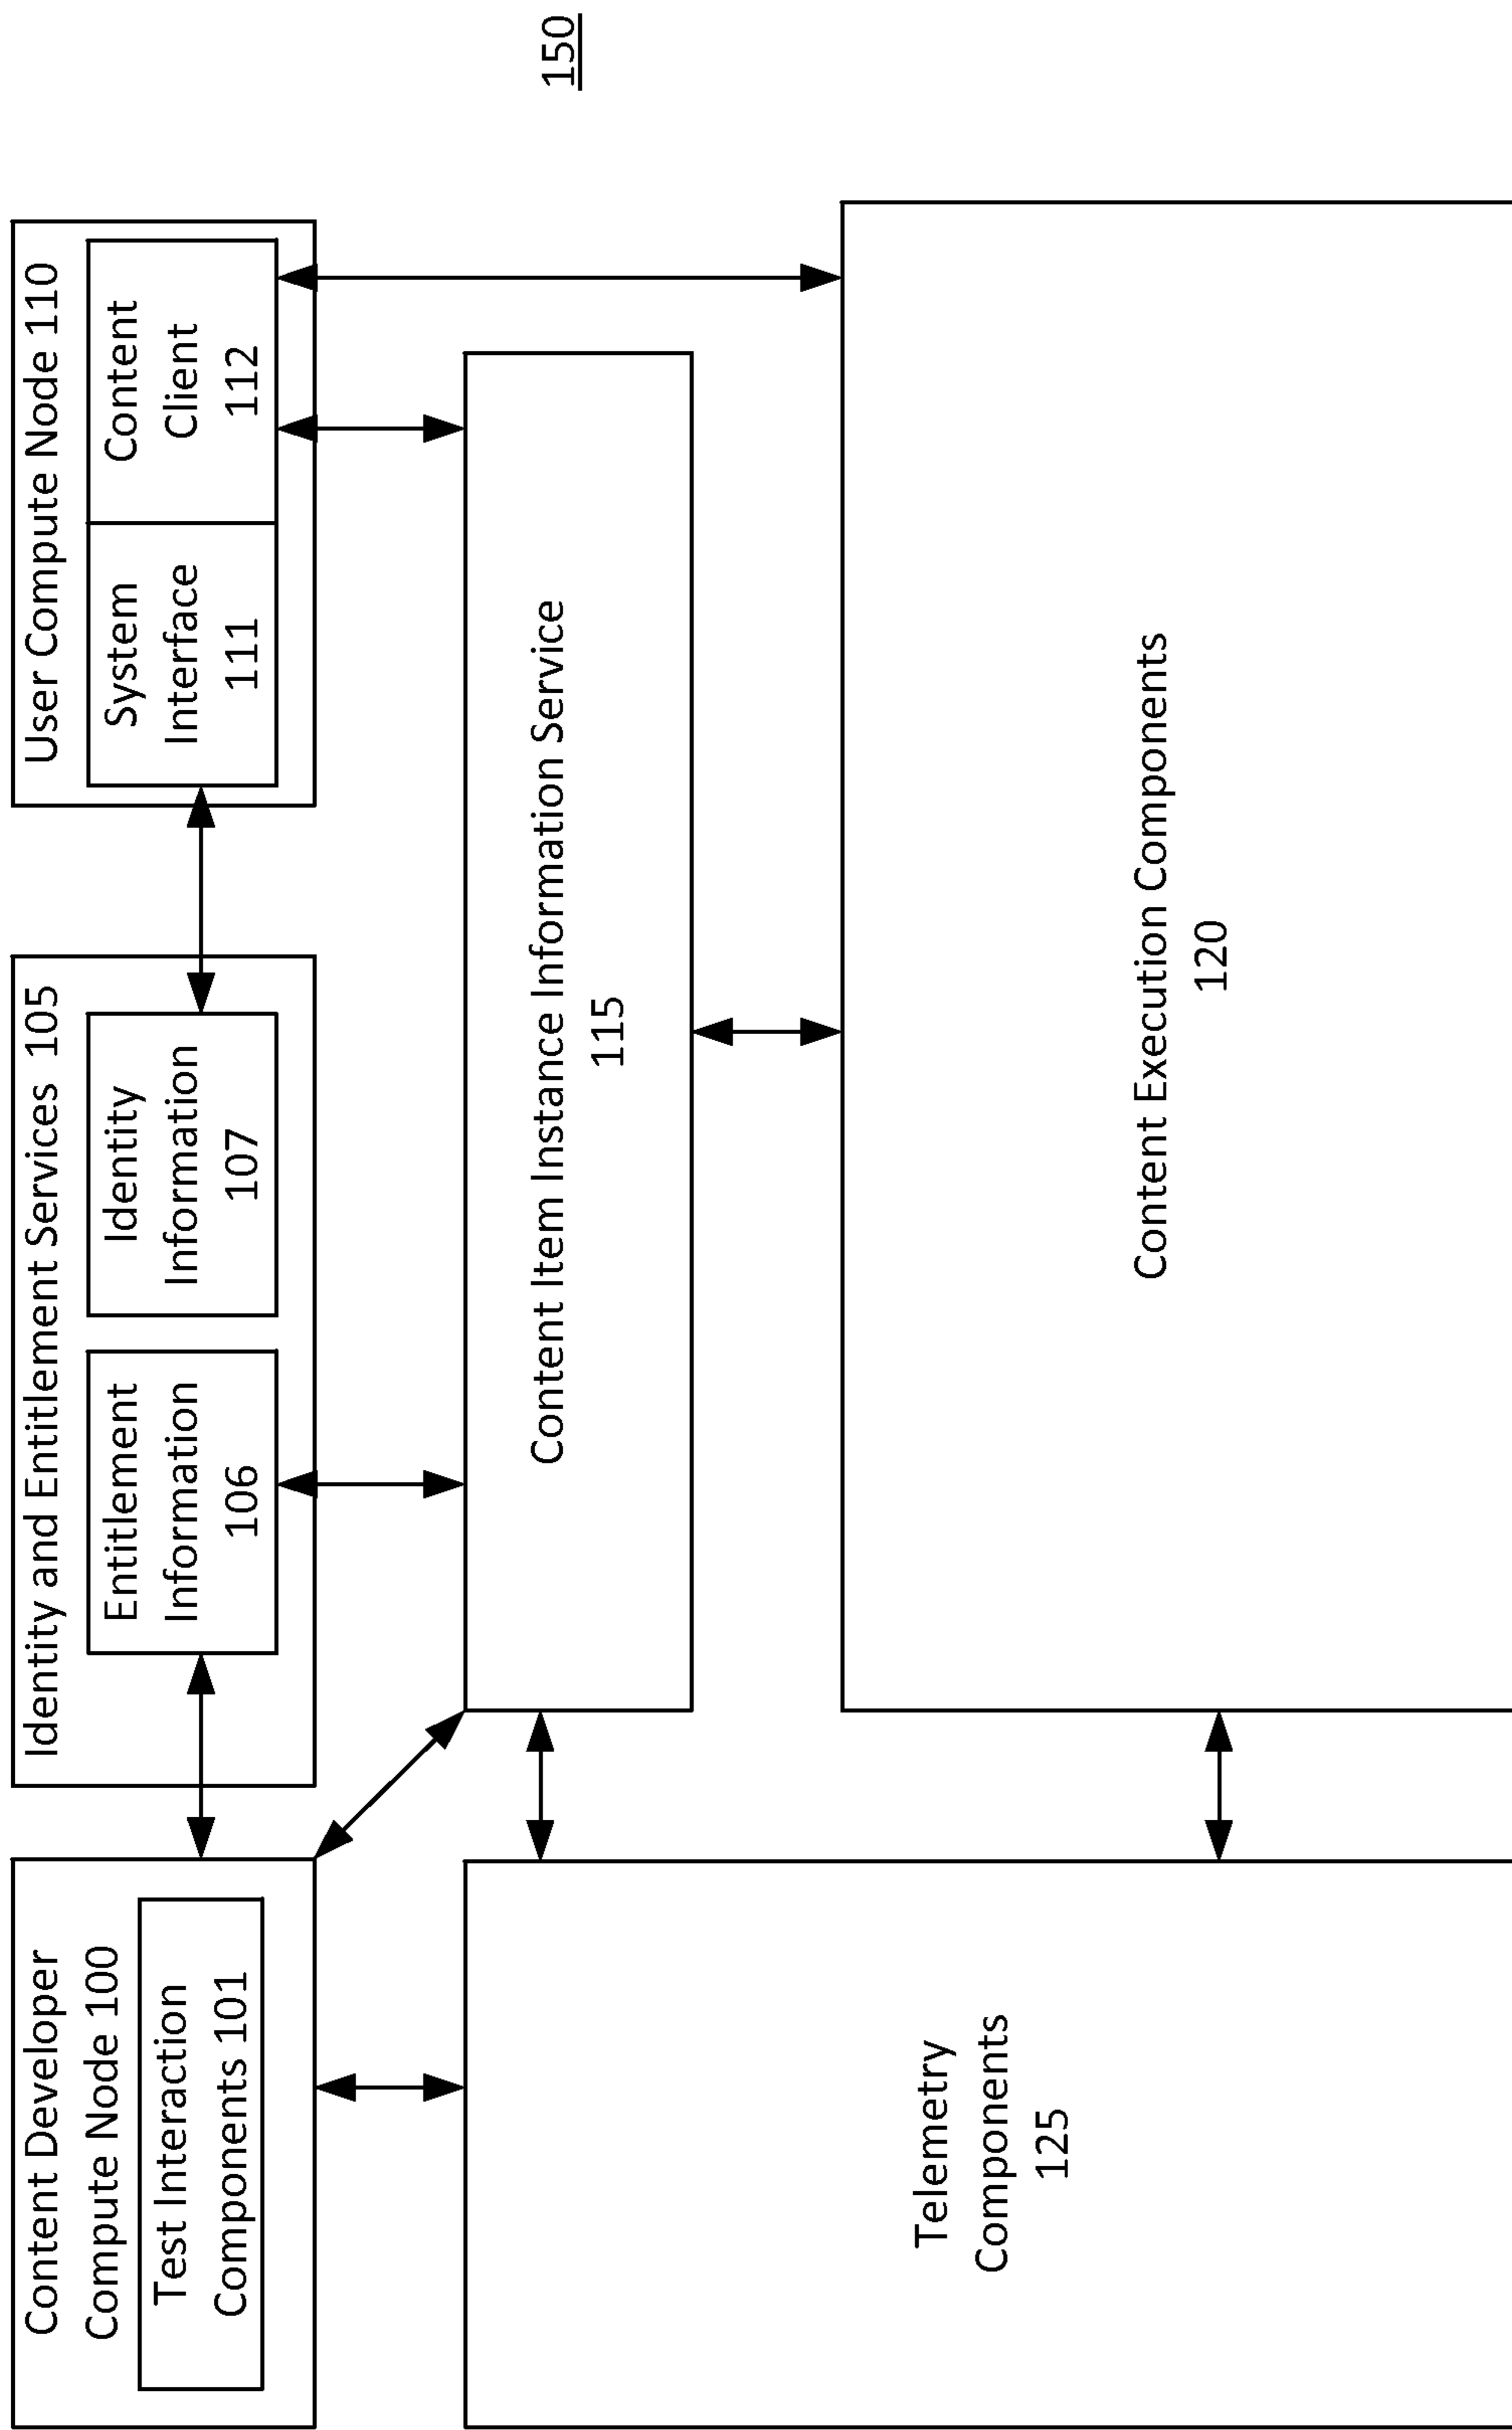 Content Developer
Compute Node 100
Test Interaction
Components 101
Identity and Entitlement Services 105
Entitlement
Information
106
Identity
Information
107
User Compute Node 110
System
Interface
111
Content
Client
112
Content Item Instance Information Service
115
150
Telemetry
Components
125
Content Execution Components
120